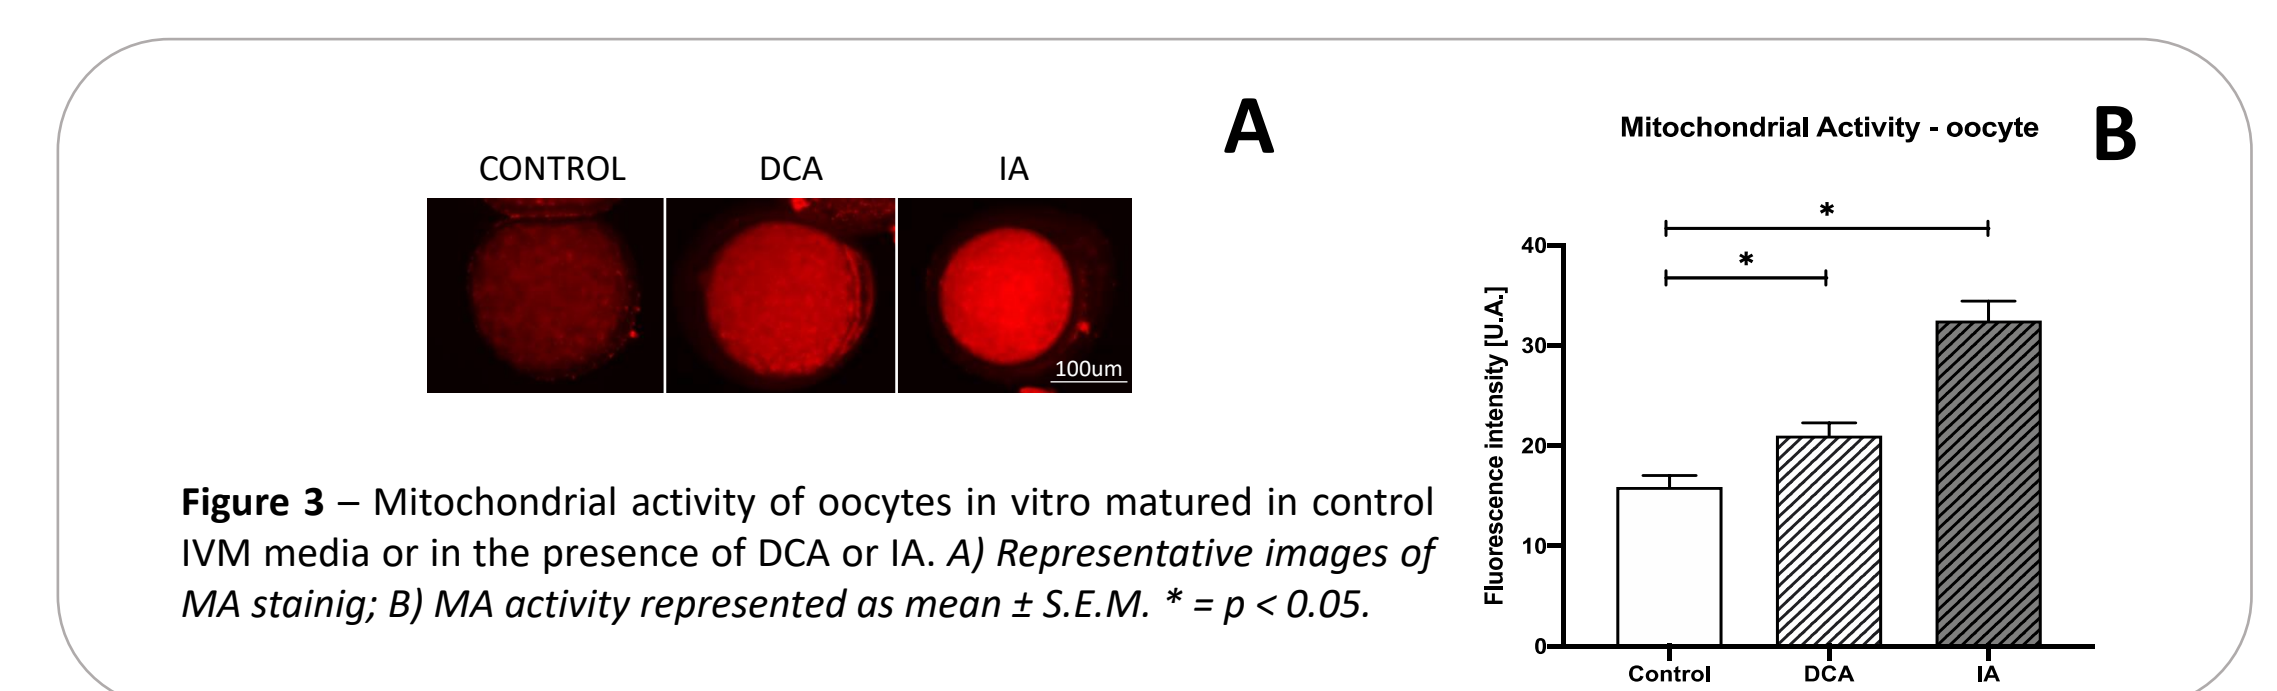 A
CONTROL DCA IA
100um
Figure 3 – Mitochondrial activity of oocytes in vitro matured in control
IVM media or in the presence of DCA or IA. A) Representative images of
MA stainig; B) MA activity represented as mean ± S.E.M. * = p < 0.05.
B
Mitochondrial Activity - oocyte
*
*
Fluorescence intensity [U.A.]
40
30
20
10
0
Control DCA IA